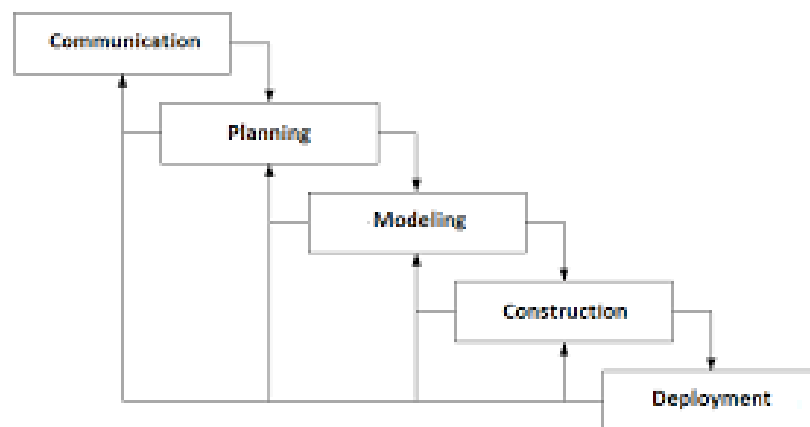 Communication
Planning
Modeling
Construction
Deployment